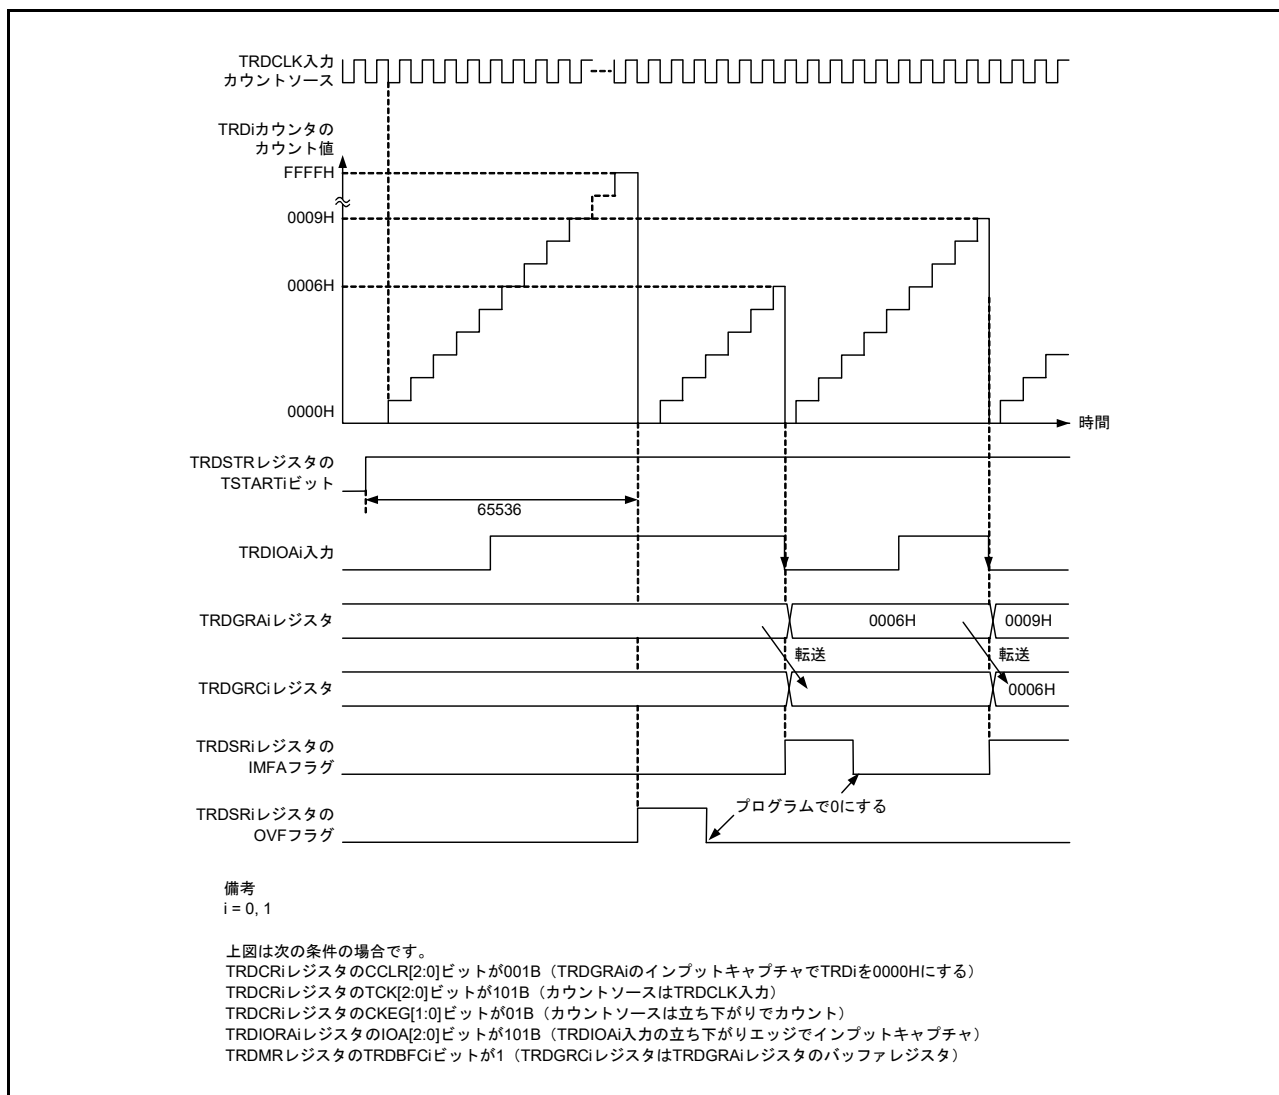 TRDCLK入力
カウントソース
TRDiカウンタの
カウント値
FFFFH
0009H
0006H
0000H
時間
TRDSTRレジスタの
TSTARTiビット
65536
TRDIOAi入力
TRDGRAiレジスタ
0006H
0009H
転送
転送
TRDGRCiレジスタ
0006H
TRDSRiレジスタの
IMFAフラグ
プログラムで0にする
TRDSRiレジスタの
OVFフラグ
備考
i = 0, 1
上図は次の条件の場合です。
TRDCRiレジスタのCCLR[2:0]ビットが001B（TRDGRAiのインプットキャプチャでTRDiを0000Hにする）
TRDCRiレジスタのTCK[2:0]ビットが101B（カウントソースはTRDCLK入力）
TRDCRiレジスタのCKEG[1:0]ビットが01B（カウントソースは立ち下がりでカウント）
TRDIORAiレジスタのIOA[2:0]ビットが101B（TRDIOAi入力の立ち下がりエッジでインプットキャプチャ）
TRDMRレジスタのTRDBFCiビットが1（TRDGRCiレジスタはTRDGRAiレジスタのバッファレジスタ）